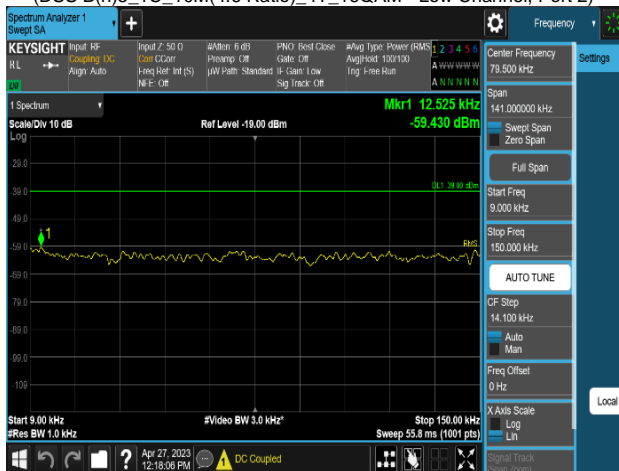 Spectrum Analyzer 1
Swept SA
Frequency
KEYSIGHT
RL
Input: RF
Coupling: DC
Align: Auto
Input Z: 50 Ω
Corr CCorr
Freq Ref: Int (S)
NFE: Off
#Atten: 6 dB
Preamp: Off
µW Path: Standard
PNO: Best Close
Gate: Off
IF Gain: Low
Sig Track: Off
#Avg Type: Power (RMS)
Avg|Hold: 100/100
Trig: Free Run
1 2 3 4 5 6
A W W W W W
A N N N N N
1 Spectrum
Scale/Div 10 dB
Log
Ref Level -19.00 dBm
Mkr1 12.525 kHz
-59.430 dBm
DL1 -39.00 dBm
RMS
1
-29.0
-39.0
-49.0
-59.0
-69.0
-79.0
-89.0
-99.0
-109
Start 9.00 kHz
#Res BW 1.0 kHz
#Video BW 3.0 kHz*
Stop 150.00 kHz
Sweep 55.8 ms (1001 pts)
Apr 27, 2023
12:18:06 PM
DC Coupled
Center Frequency
79.500 kHz
Settings
Span
141.000000 kHz
Swept Span
Zero Span
Full Span
Start Freq
9.000 kHz
Stop Freq
150.000 kHz
AUTO TUNE
CF Step
14.100 kHz
Auto
Man
Freq Offset
0 Hz
X Axis Scale
Log
Lin
Local
Signal Track